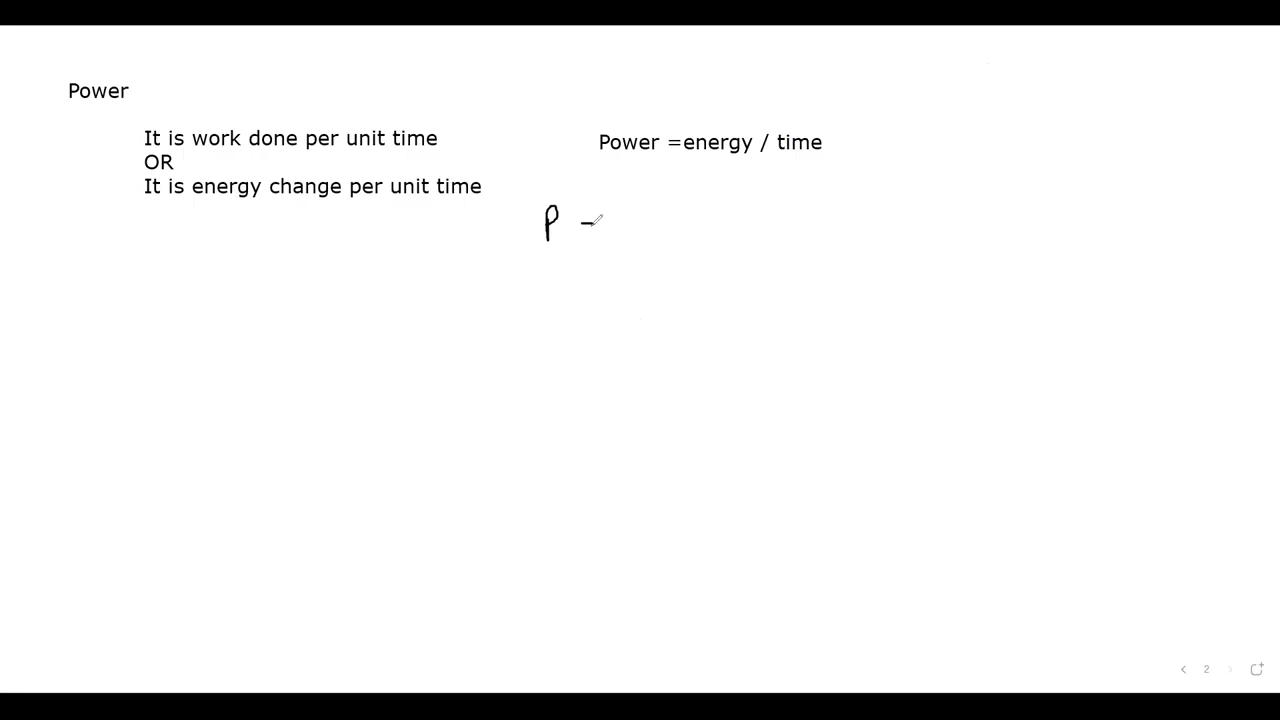 Power
It is work done per unit time
Power =energy / time
OR
It is energy change per unit time
P -
2